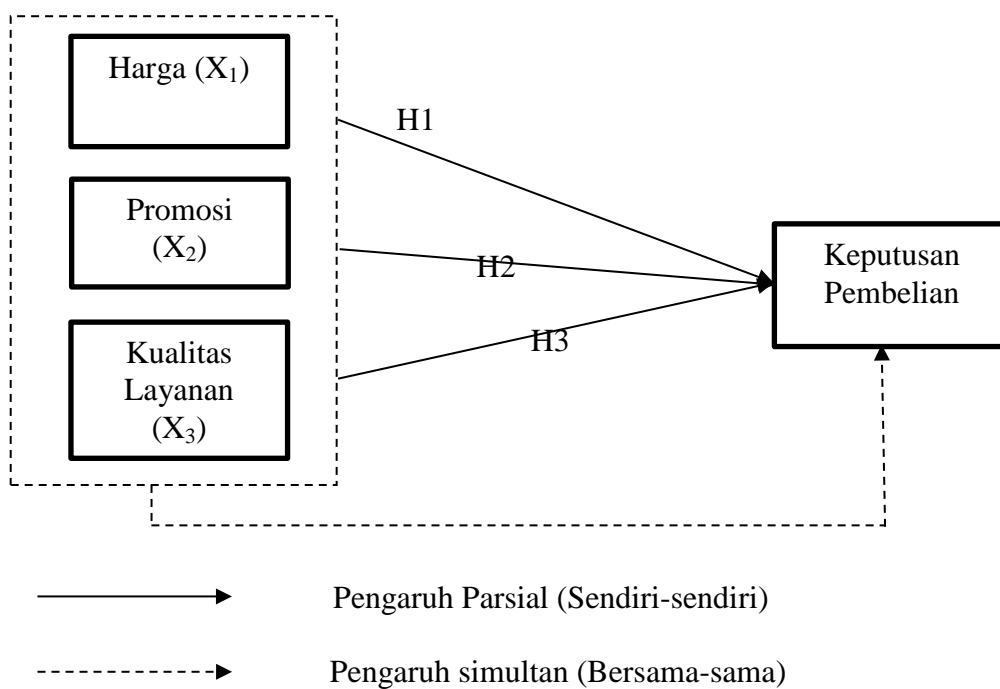 Harga (X₁)
H1
Promosi
(X₂)
H2
Keputusan
Pembelian
Kualitas
Layanan
(X₃)
H3
Pengaruh Parsial (Sendiri-sendiri)
Pengaruh simultan (Bersama-sama)